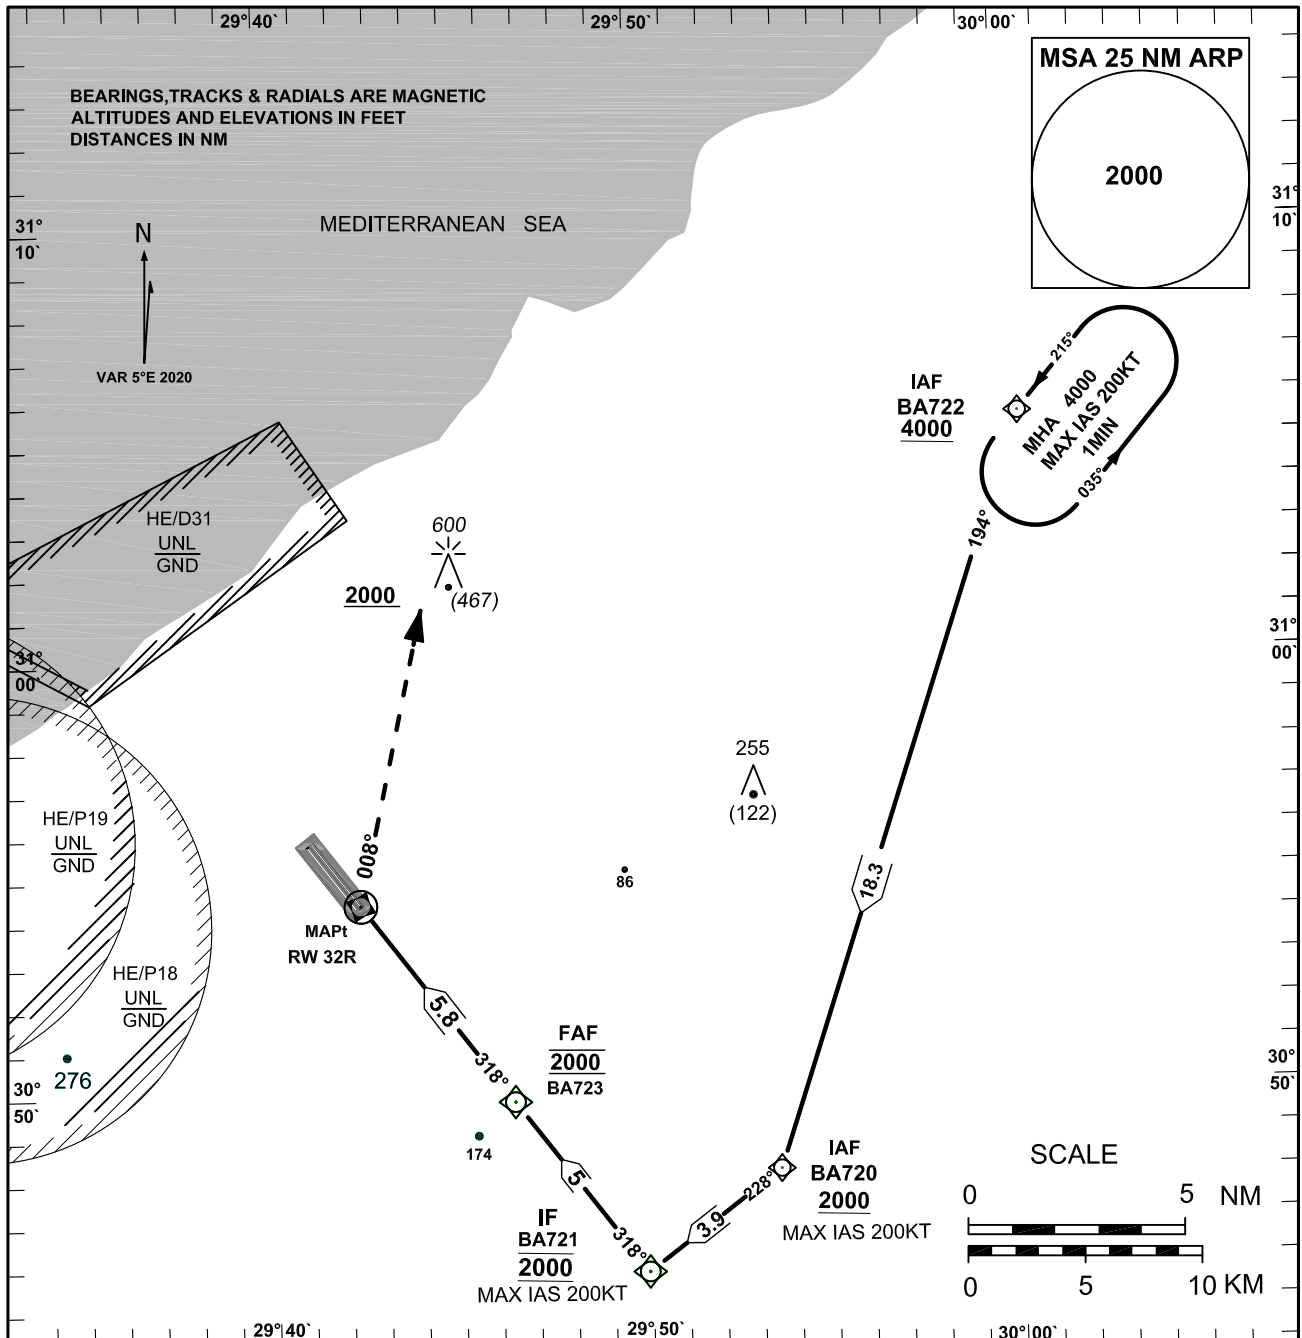 29°40`
29°50`
30°00`
MSA 25 NM ARP
2000
BEARINGS,TRACKS & RADIALS ARE MAGNETIC
ALTITUDES AND ELEVATIONS IN FEET
DISTANCES IN NM
MEDITERRANEAN SEA
31°
10`
31°
10`
N
VAR 5°E 2020
215°
MHA 4000
MAX IAS 200KT
1MIN
035°
IAF
BA722
4000
194°
HE/D31
UNL
GND
600
(467)
2000
31°
00`
31°
00`
255
(122)
HE/P19
UNL
GND
008°
86
18.3
MAPt
RW 32R
HE/P18
UNL
GND
5.8
318°
FAF
2000
BA723
276
30°
50`
30°
50`
174
IAF
BA720
2000
MAX IAS 200KT
228°
3.9
5
318°
IF
BA721
2000
MAX IAS 200KT
SCALE
0 5 NM
0 5 10 KM
29°40`
29°50`
30°00`